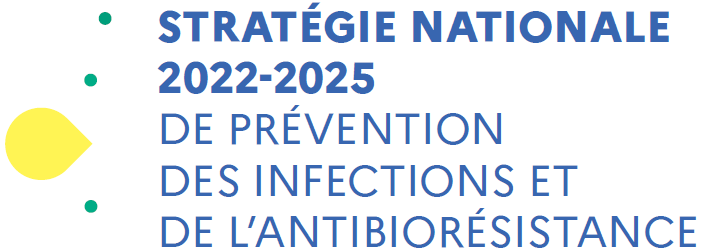 STRATÉGIE NATIONALE
2022-2025
DE PRÉVENTION
DES INFECTIONS ET
DE L’ANTIBIORÉSISTANCE